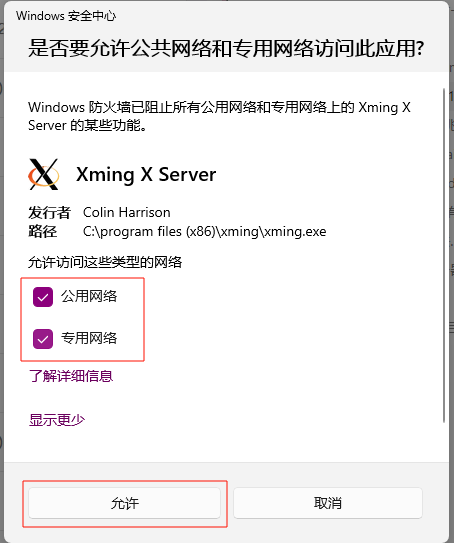 Windows 安全中心
是否要允许公共网络和专用网络访问此应用?
Windows 防火墙已阻止所有公用网络和专用网络上的 Xming X
Server 的某些功能。
Xming X Server
发行者 Colin Harrison
路径 C:\program files (x86)\xming\xming.exe
允许访问这些类型的网络
公用网络
专用网络
了解详细信息
显示更少
允许 取消